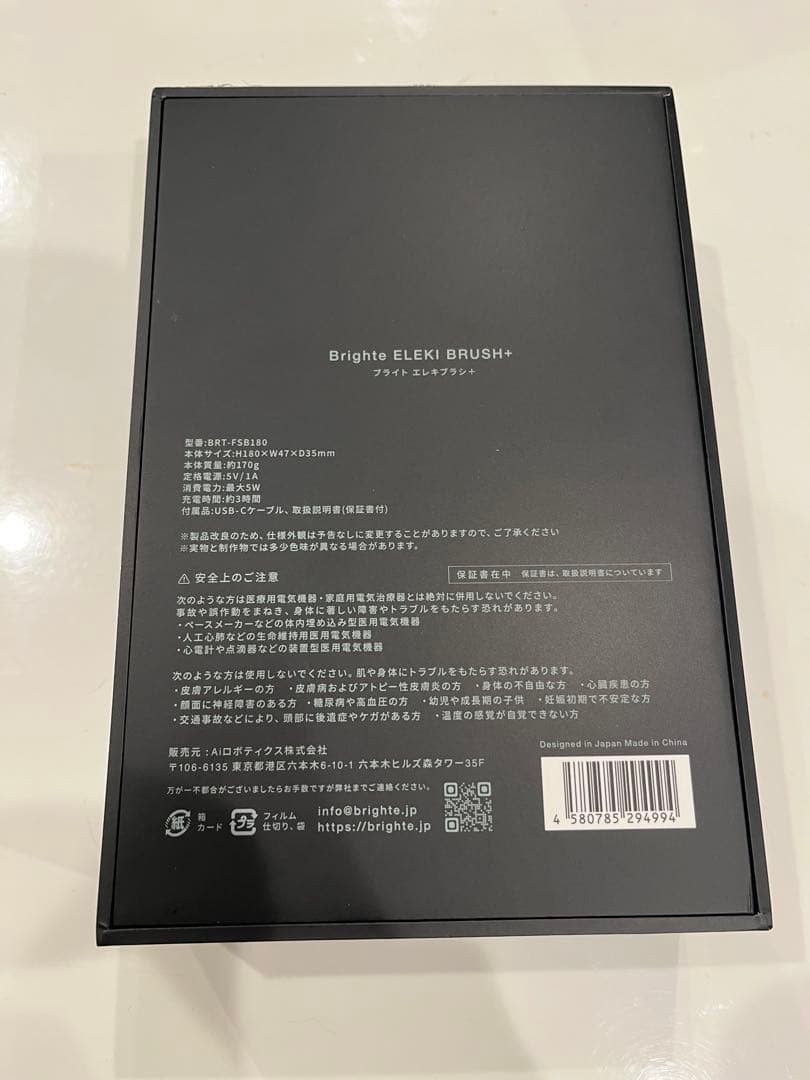 Brighte ELEKI BRUSH+
ブライト エレキブラシ＋
型番:BRT-FSB180
本体サイズ:H180×W47×D35mm
本体質量:約170g
定格電源:5V/1A
消費電力:最大5W
充電時間:約3時間
付属品:USB-Cケーブル、取扱説明書(保証書付)
※製品改良のため、仕様外観は予告なしに変更することがありますので、ご了承ください
※実物と制作物では多少色味が異なる場合があります。
⚠ 安全上のご注意
保証書在中 保証書は、取扱説明書についています
次のような方は医療用電気機器・家庭用電気治療器とは絶対に併用しないでください。
事故や誤作動をまねき、身体に著しい障害やトラブルをもたらす恐れがあります。
・ペースメーカーなどの体内埋め込み型医用電気機器
・人工心肺などの生命維持用医用電気機器
・心電計や点滴器などの装置型医用電気機器
次のような方は使用しないでください。肌や身体にトラブルをもたらす恐れがあります。
・皮膚アレルギーの方 ・皮膚病およびアトピー性皮膚炎の方 ・身体の不自由な方 ・心臓疾患の方
・顔面に神経障害のある方 ・糖尿病や高血圧の方 ・幼児や成長期の子供 ・妊娠初期で不安定な方
・交通事故などにより、頭部に後遺症やケガがある方 ・温度の感覚が自覚できない方
販売元：Aiロボティクス株式会社
〒106-6135 東京都港区六本木6-10-1 六本木ヒルズ森タワー35F
万が一不都合がございましたらお手数ですが弊社までご連絡ください。
紙 箱
カード
プラ フィルム
仕切り、袋
info@brighte.jp
https://brighte.jp
Designed in Japan Made in China
4 580785 294994